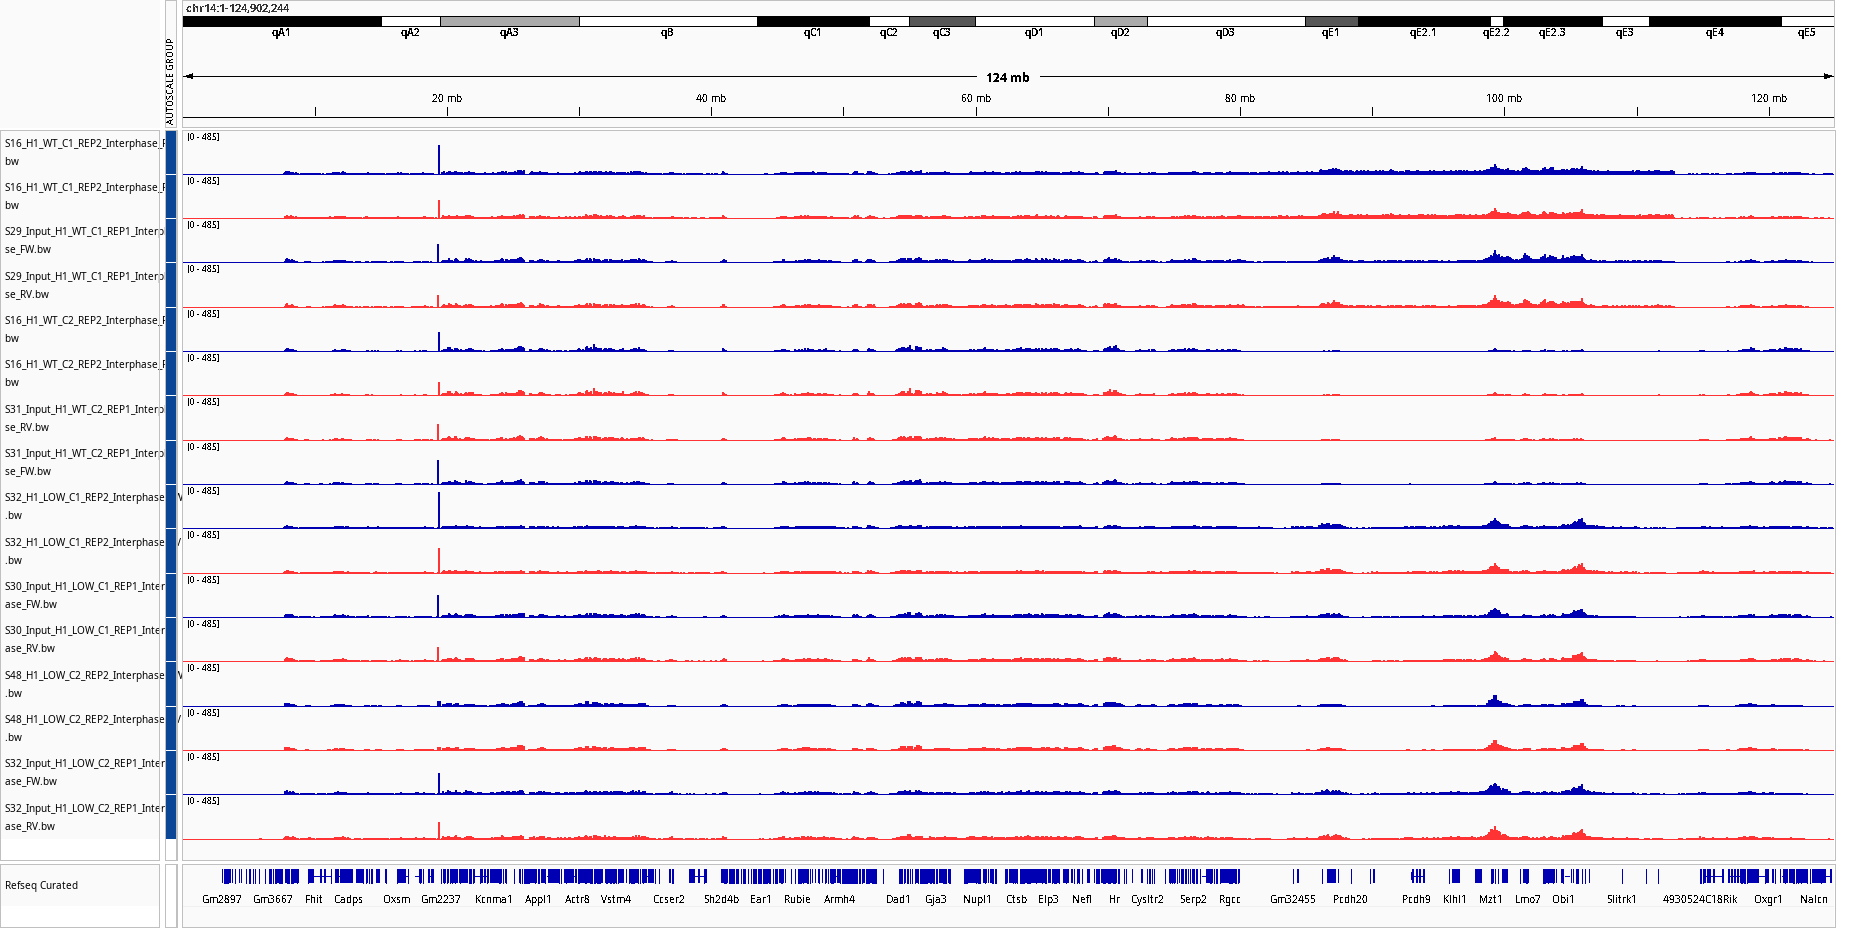 chr14:1-124,902,244
AUTOSCALE GROUP
qA1 qA2 qA3 qB qC1 qC2 qC3 qD1 qD2 qD3 qE1 qE2.1 qE2.2 qE2.3 qE3 qE4 qE5
124 mb
20 mb 40 mb 60 mb 80 mb 100 mb 120 mb
[0 - 485]
S16_H1_WT_C1_REP2_Interphase_F
bw
[0 - 485]
S16_H1_WT_C1_REP2_Interphase_F
bw
[0 - 485]
S29_Input_H1_WT_C1_REP1_Interp
se_FW.bw
[0 - 485]
S29_Input_H1_WT_C1_REP1_Interp
se_RV.bw
[0 - 485]
S16_H1_WT_C2_REP2_Interphase_F
bw
[0 - 485]
S16_H1_WT_C2_REP2_Interphase_F
bw
[0 - 485]
S31_Input_H1_WT_C2_REP1_Interp
se_RV.bw
[0 - 485]
S31_Input_H1_WT_C2_REP1_Interp
se_FW.bw
[0 - 485]
S32_H1_LOW_C1_REP2_Interphase
.bw
[0 - 485]
S32_H1_LOW_C1_REP2_Interphase
.bw
[0 - 485]
S30_Input_H1_LOW_C1_REP1_Inter
ase_FW.bw
[0 - 485]
S30_Input_H1_LOW_C1_REP1_Inter
ase_RV.bw
[0 - 485]
S48_H1_LOW_C2_REP2_Interphase
.bw
[0 - 485]
S48_H1_LOW_C2_REP2_Interphase
.bw
[0 - 485]
S32_Input_H1_LOW_C2_REP1_Inter
ase_FW.bw
[0 - 485]
S32_Input_H1_LOW_C2_REP1_Inter
ase_RV.bw
Refseq Curated
Gm2897 Gm3667 Fhit Cadps Oxsm Gm2237 Kcnma1 Appl1 Actr8 Vstm4 Ccser2 Sh2d4b Ear1 Rubie Armh4 Dad1 Gja3 Nupl1 Ctsb Elp3 Nefl Hr Cysltr2 Serp2 Rgcc Gm32455 Pcdh20 Pcdh9 Klhl1 Mzt1 Lmo7 Obi1 Slitrk1 4930524C18Rik Oxgr1 Nalcn